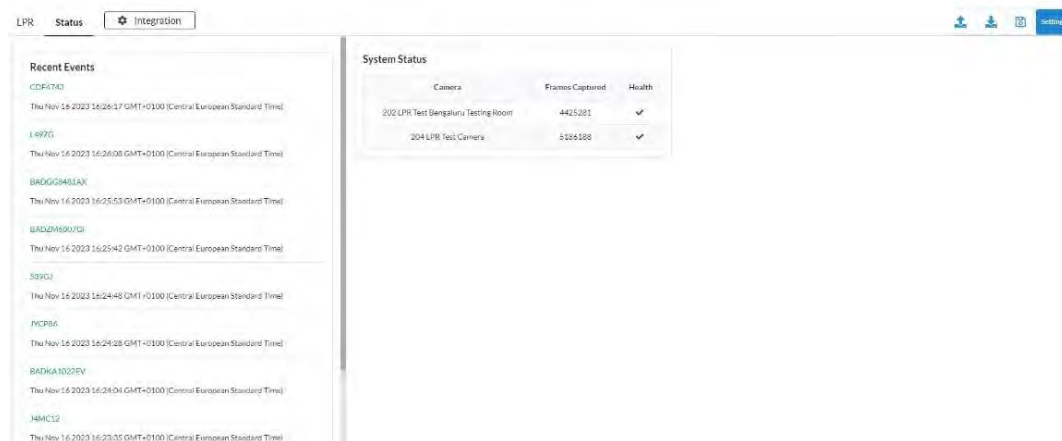 LPR
Status
Integration
Setting
Recent Events
CDF4743
Thu Nov 16 2023 16:26:17 GMT+0100 (Central European Standard Time)
L497G
Thu Nov 16 2023 16:26:08 GMT+0100 (Central European Standard Time)
BADGG8481AX
Thu Nov 16 2023 16:25:53 GMT+0100 (Central European Standard Time)
Thu Nov 16 2023 16:25:42 GMT+0100 (Central European Standard Time)
589GJ
Thu Nov 16 2023 16:24:48 GMT+0100 (Central European Standard Time)
JYCP86
Thu Nov 16 2023 16:24:28 GMT+0100 (Central European Standard Time)
BADKA1022EV
Thu Nov 16 2023 16:24:04 GMT+0100 (Central European Standard Time)
J4MC12
Thu Nov 16 2023 16:23:35 GMT+0100 (Central European Standard Time)
System Status
Camera Frames Captured Health
202 LPR Test Bengaluru Testing Room 4425281
204 LPR Test Camera 5186188